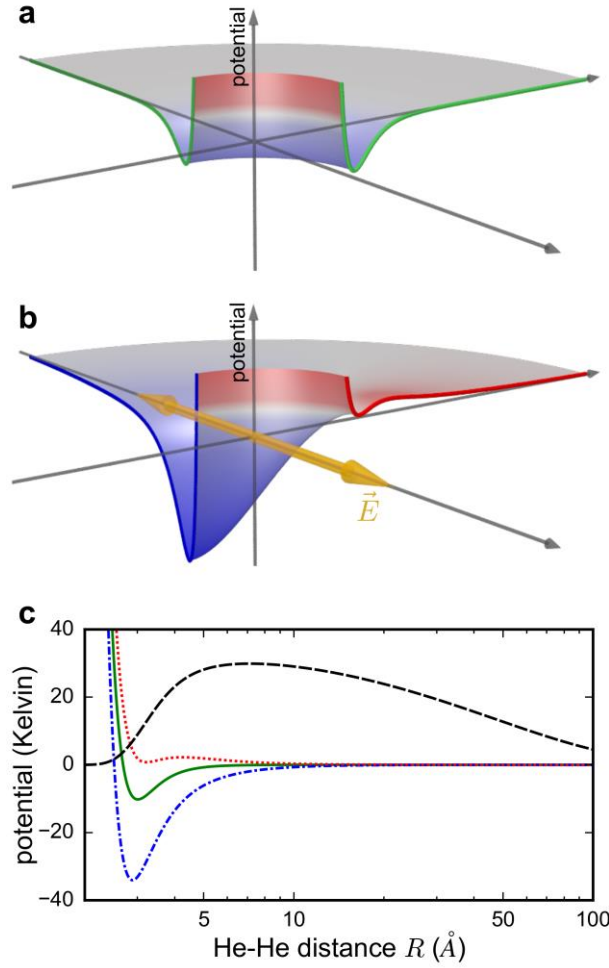 a
potential
b
potential
E
c
40
20
0
−20
−40
potential (Kelvin)
5
10
50
100
He-He distance R (Å)